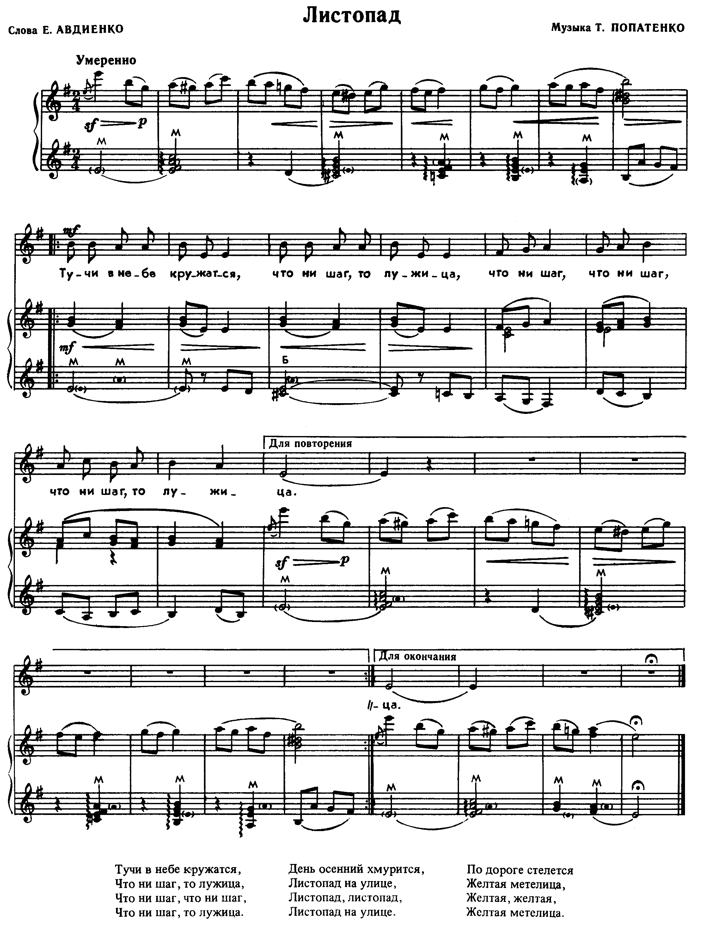 Листопад
Слова Е. АВДИЕНКО
Музыка Т. ПОПАТЕНКО
Умеренно
sf p
М М М М М М
mf
Ту-чи в не-бе кру-жат-ся, что ни шаг, то лу-жи-ца, что ни шаг, что ни шаг,
mf
М М М Б
Для повторения
что ни шаг, то лу- жи- ца.
sf p
М М М
Для окончания
ца.
М М М М М
Тучи в небе кружатся,
Что ни шаг, то лужица,
Что ни шаг, что ни шаг,
Что ни шаг, то лужица.
День осенний хмурится,
Листопад на улице,
Листопад, листопад,
Листопад на улице.
По дороге стелется
Желтая метелица,
Желтая, желтая,
Желтая метелица.